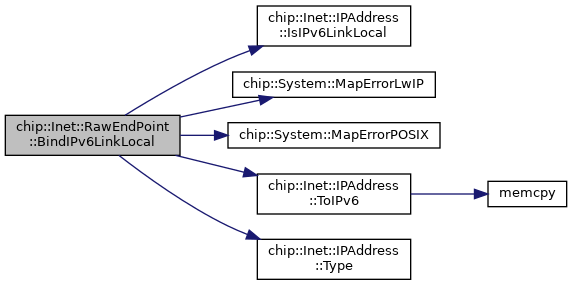 chip::Inet::IPAddress
::IsIPv6LinkLocal
chip::System::MapErrorLwIP
chip::Inet::RawEndPoint
::BindIPv6LinkLocal
chip::System::MapErrorPOSIX
chip::Inet::IPAddress
::ToIPv6
memcpy
chip::Inet::IPAddress
::Type